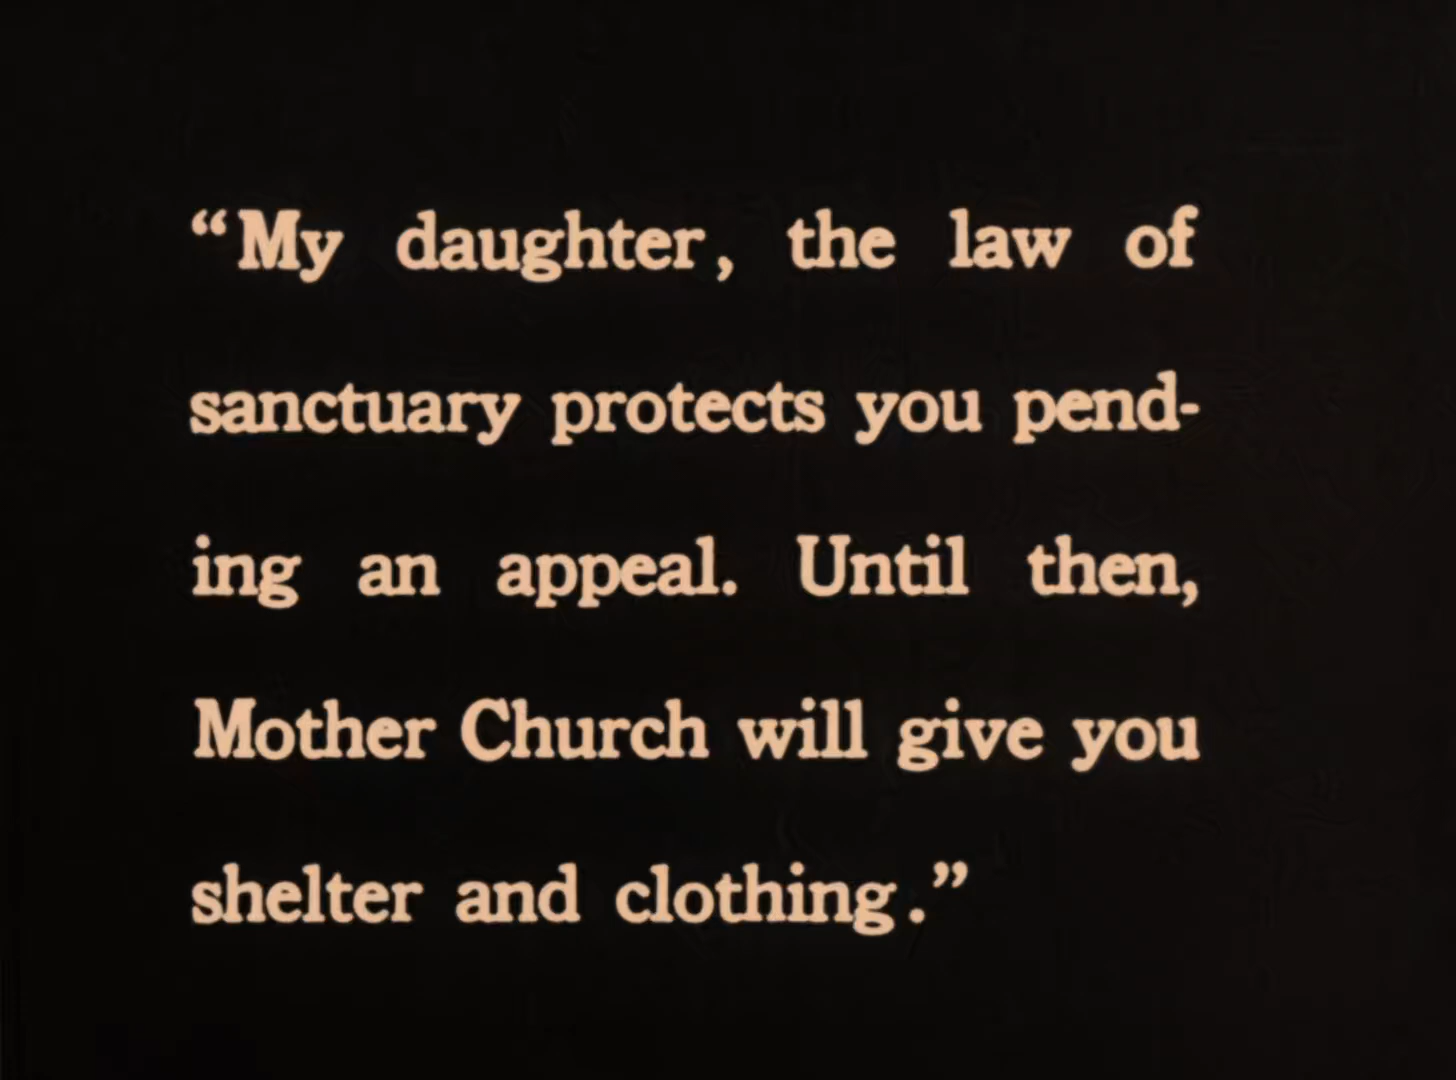 “My daughter, the law of
sanctuary protects you pend-
ing an appeal. Until then,
Mother Church will give you
shelter and clothing.”